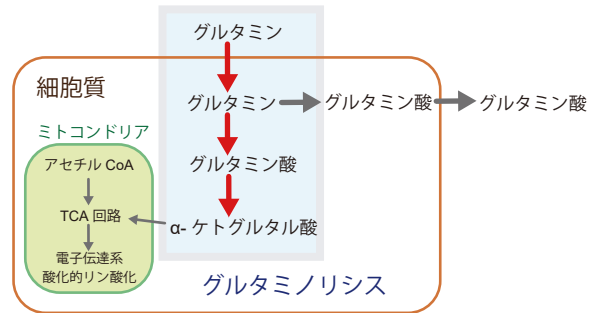 グルタミン
細胞質
グルタミン
グルタミン酸
グルタミン酸
ミトコンドリア
アセチル CoA
グルタミン酸
TCA 回路
α- ケトグルタル酸
電子伝達系
酸化的リン酸化
グルタミノリシス